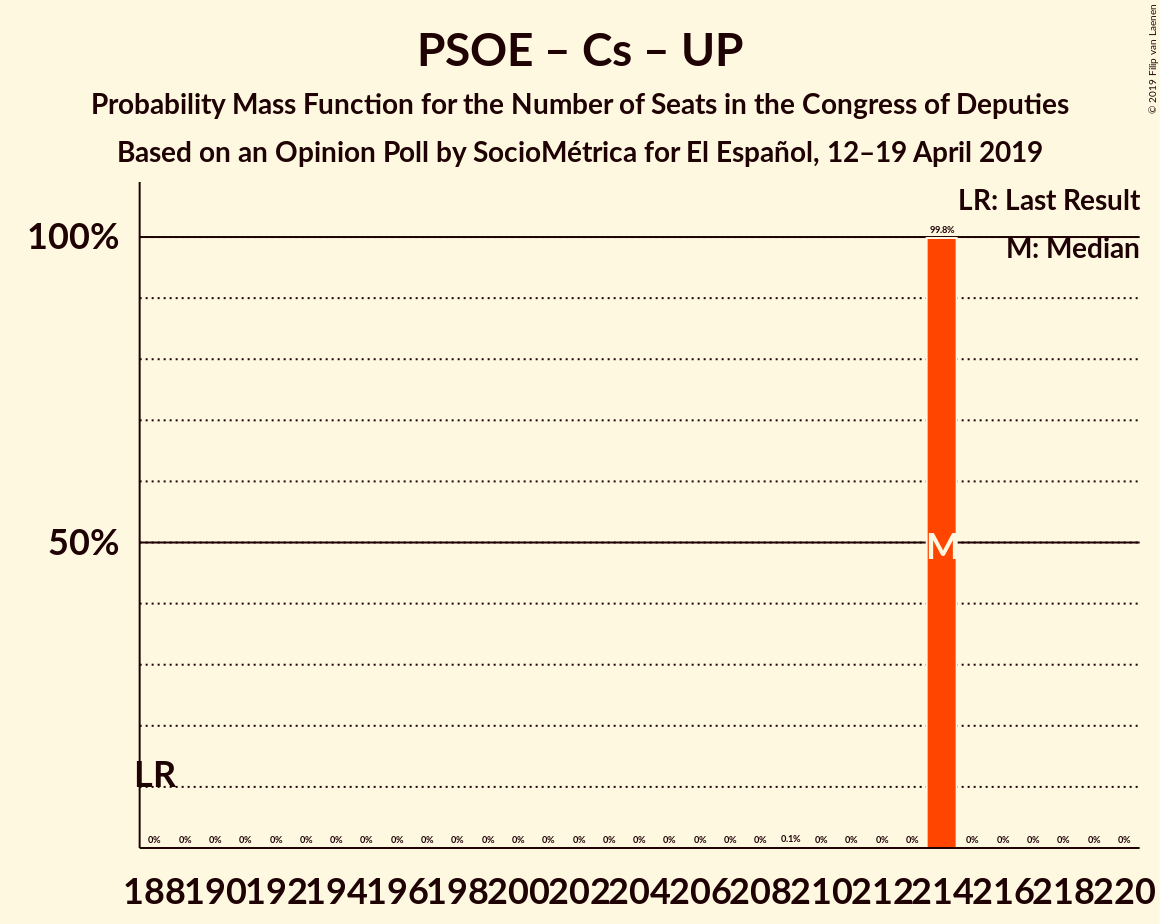 PSOE – Cs – UP
Probability Mass Function for the Number of Seats in the Congress of Deputies
Based on an Opinion Poll by SocioMétrica for El Español, 12–19 April 2019
© 2019 Filip van Laenen
LR: Last Result
M: Median
100%
50%
99.8%
M
LR
0% 0% 0% 0% 0% 0% 0% 0% 0% 0% 0% 0% 0% 0% 0% 0% 0% 0% 0% 0% 0% 0.1% 0% 0% 0% 0% 0% 0% 0% 0% 0% 0%
188 190 192 194 196 198 200 202 204 206 208 210 212 214 216 218 220